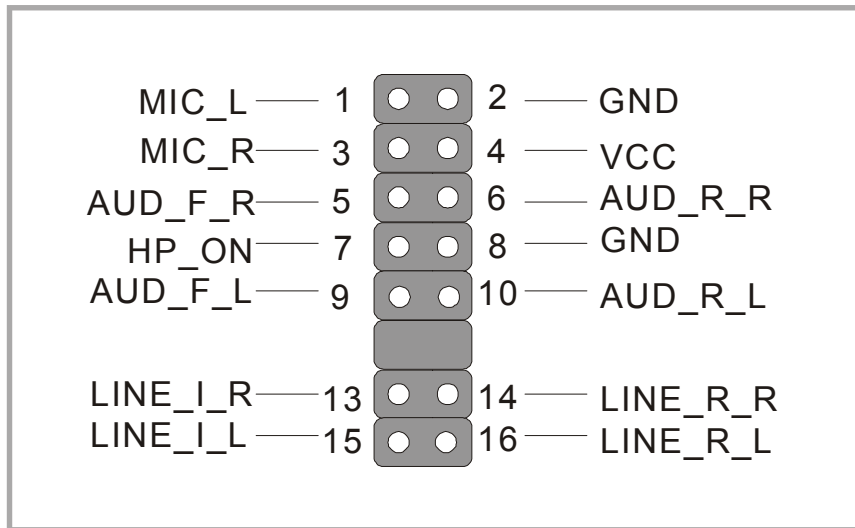 MIC_L 1 2 GND
MIC_R 3 4 VCC
AUD_F_R 5 6 AUD_R_R
HP_ON 7 8 GND
AUD_F_L 9 10 AUD_R_L
LINE_I_R 13 14 LINE_R_R
LINE_I_L 15 16 LINE_R_L